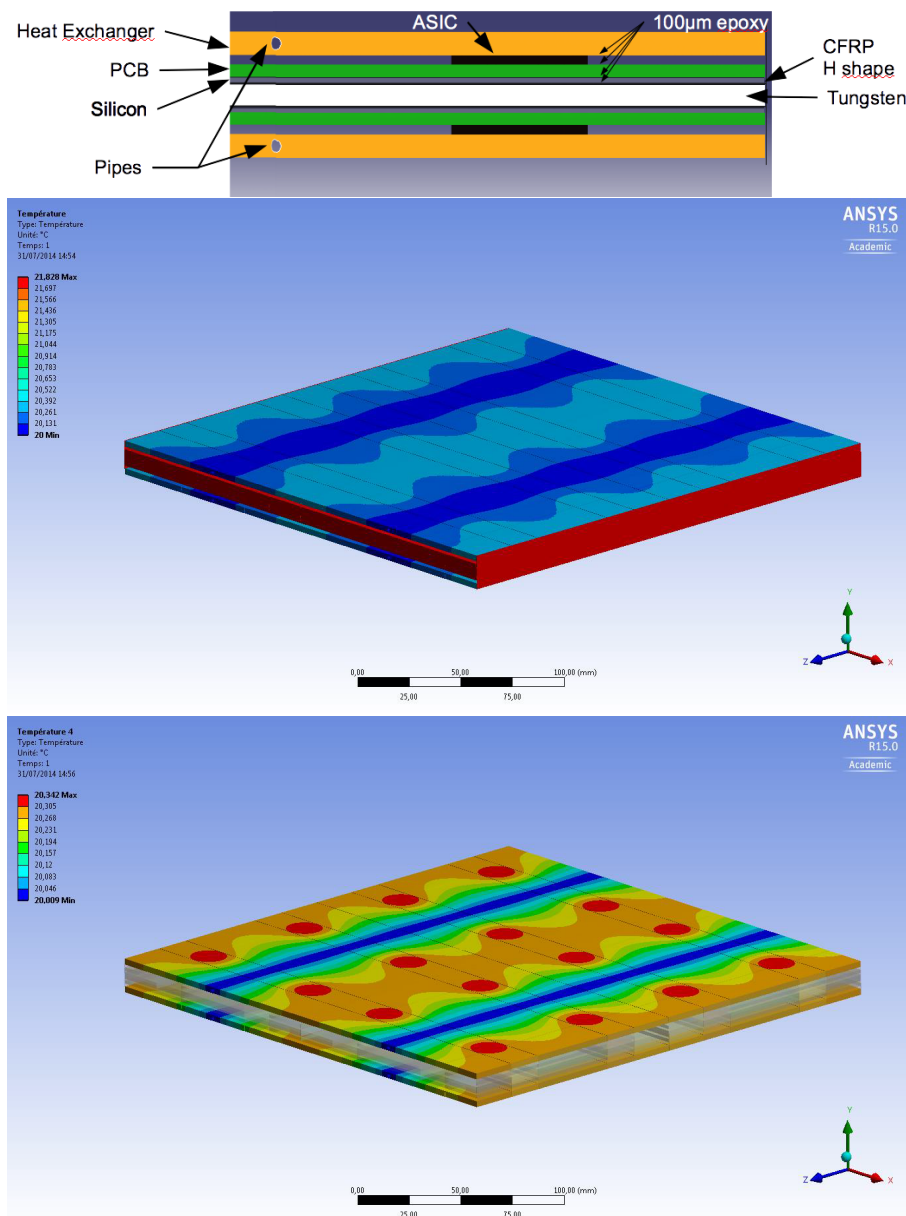 Heat Exchanger
ASIC
100µm epoxy
CFRP
H shape
PCB
Silicon
Tungsten
Pipes
Température
Type: Température
Unité: °C
Temps: 1
31/07/2014 14:54
21,828 Max
21,697
21,566
21,436
21,305
21,175
21,044
20,914
20,783
20,653
20,522
20,392
20,261
20,131
20 Min
ANSYS
R15.0
Academic
Y
Z
X
0,00
50,00
100,00 (mm)
25,00
75,00
Température 4
Type: Température
Unité: °C
Temps: 1
31/07/2014 14:56
20,342 Max
20,305
20,268
20,231
20,194
20,157
20,12
20,083
20,046
20,009 Min
ANSYS
R15.0
Academic
Y
Z
X
0,00
50,00
100,00 (mm)
25,00
75,00